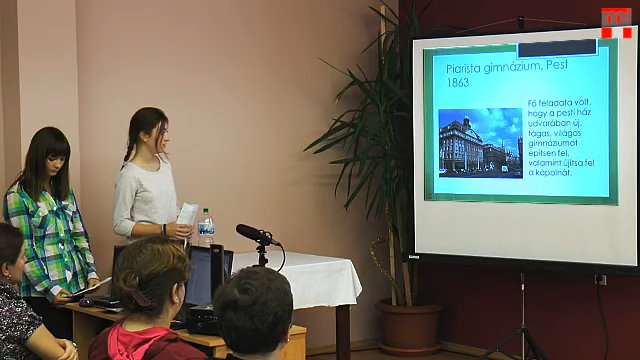 Piarista gimnázium, Pest
1863
Fő feladata volt,
hogy a pesti ház
udvarában új,
tágas, világos
gimnáziumot
építsen fel,
valamint újítsa fel
a kápolnát.